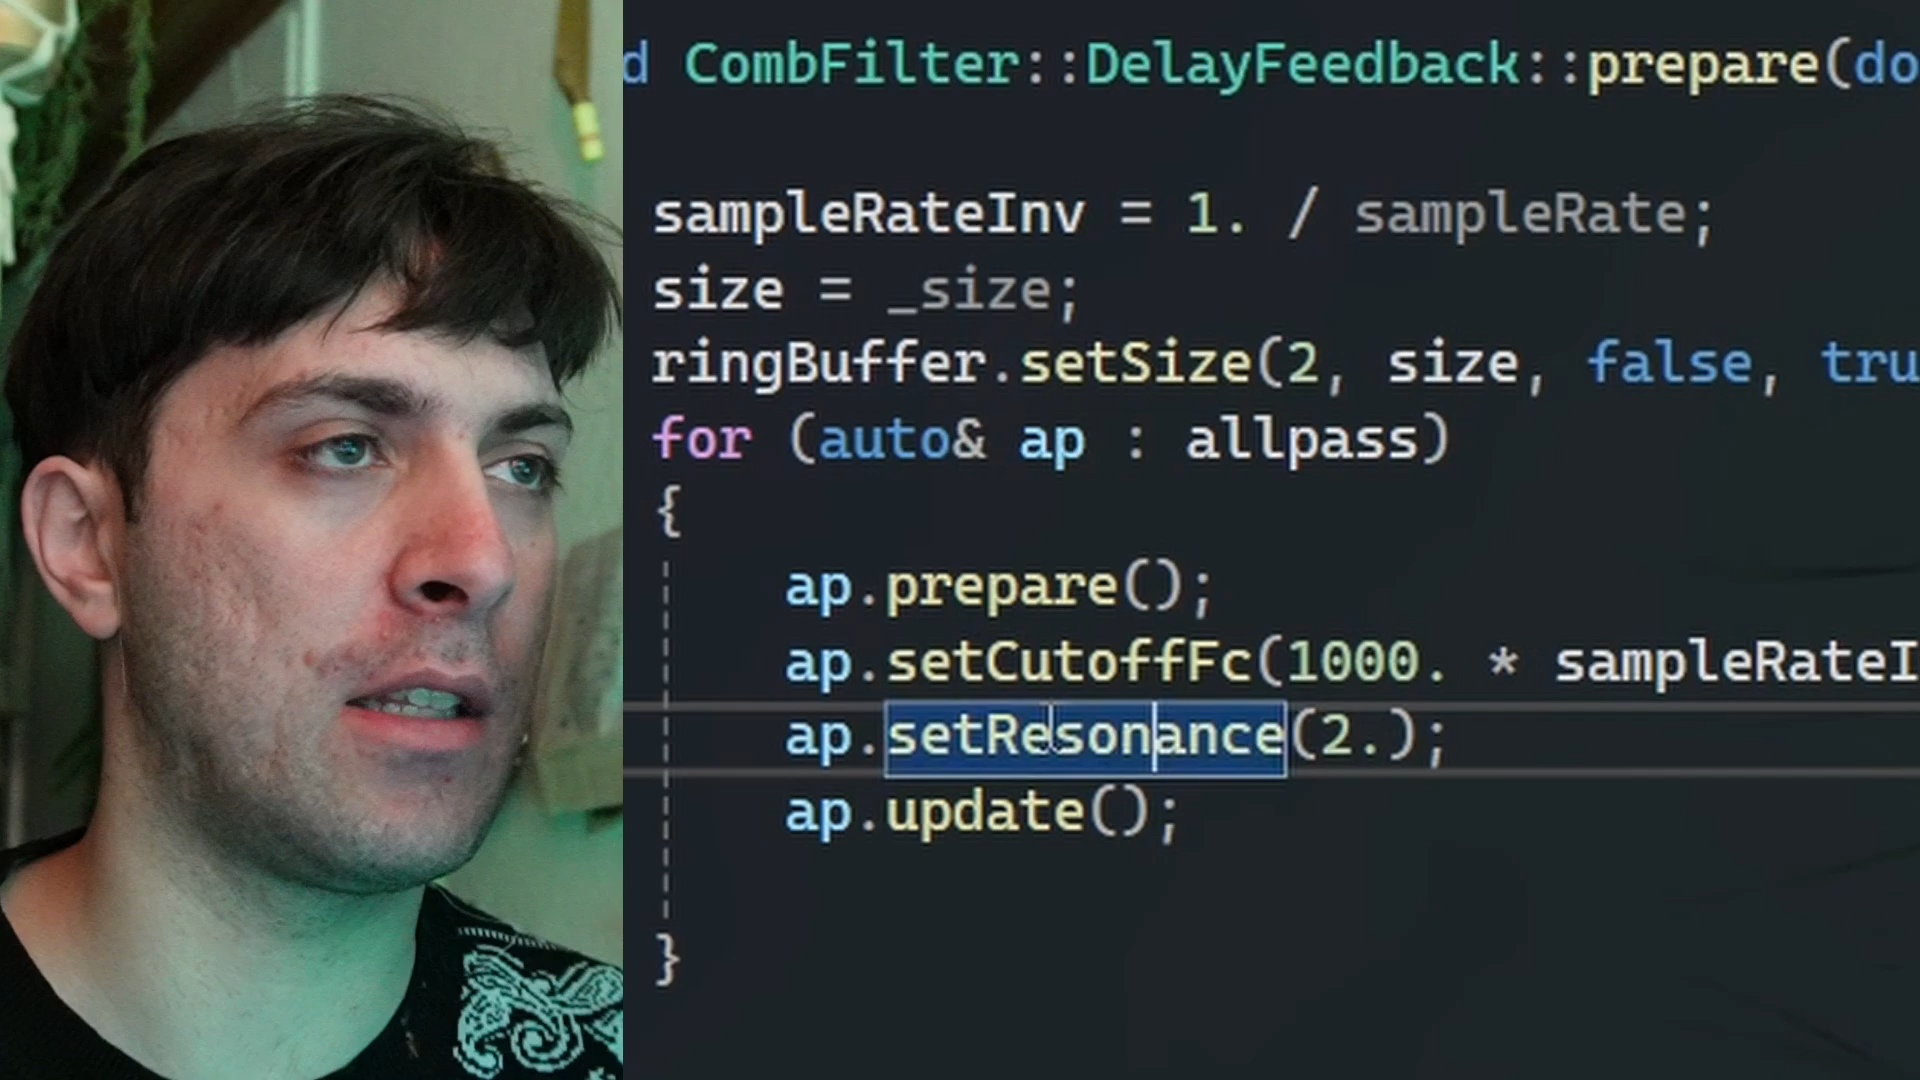 d CombFilter::DelayFeedback::prepare(do
sampleRateInv = 1. / sampleRate;
size = _size;
ringBuffer.setSize(2, size, false, tru
for (auto& ap : allpass)
{
ap.prepare();
ap.setCutoffFc(1000. * sampleRateI
ap.setResonance(2.);
ap.update();
}